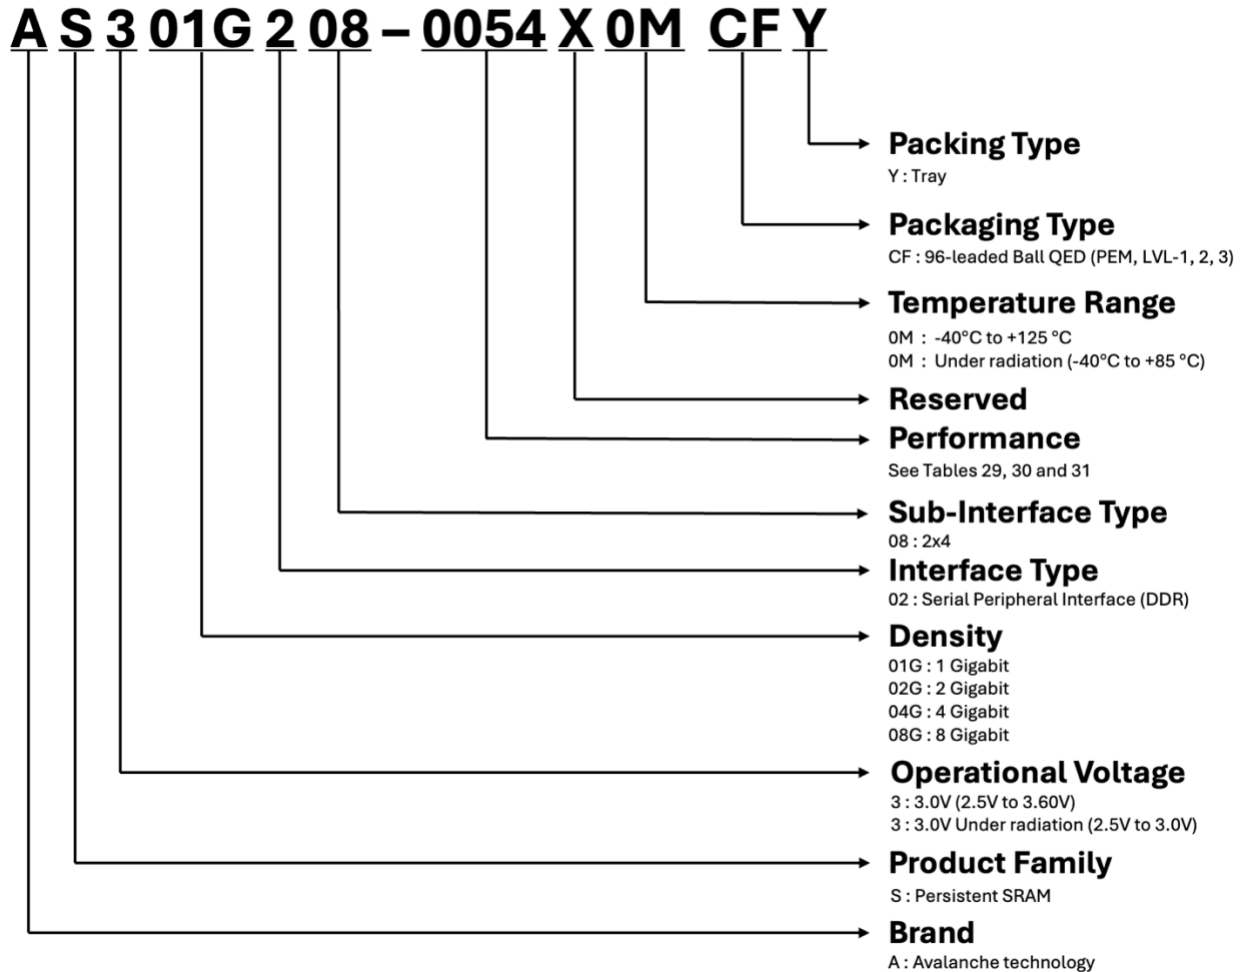 A S 3 01G 2 08 – 0054 X 0M CF Y
Packing Type
Y : Tray
Packaging Type
CF : 96-leaded Ball QED (PEM, LVL-1, 2, 3)
Temperature Range
0M : -40°C to +125 °C
0M : Under radiation (-40°C to +85 °C)
Reserved
Performance
See Tables 29, 30 and 31
Sub-Interface Type
08 : 2x4
Interface Type
02 : Serial Peripheral Interface (DDR)
Density
01G : 1 Gigabit
02G : 2 Gigabit
04G : 4 Gigabit
08G : 8 Gigabit
Operational Voltage
3 : 3.0V (2.5V to 3.60V)
3 : 3.0V Under radiation (2.5V to 3.0V)
Product Family
S : Persistent SRAM
Brand
A : Avalanche technology